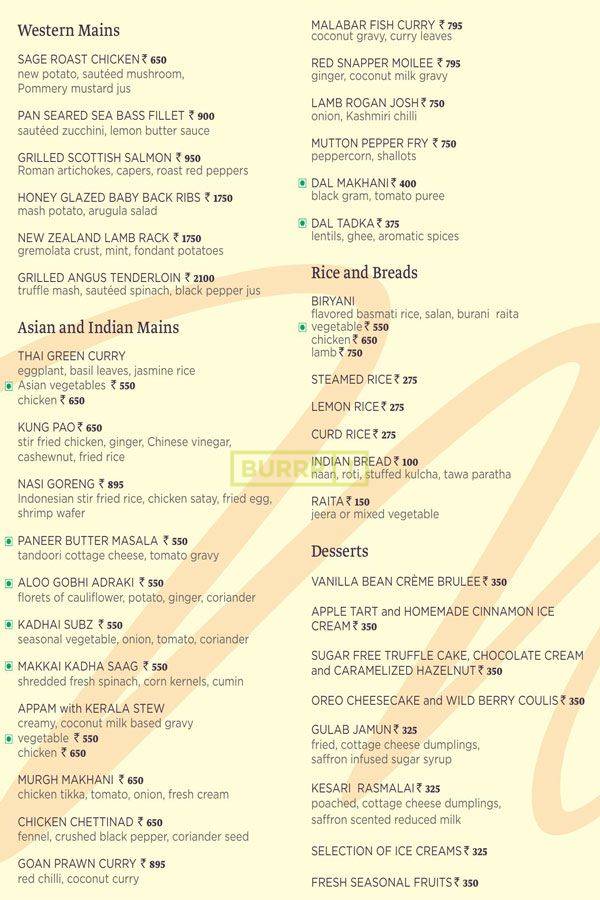 Western Mains
SAGE ROAST CHICKEN ₹ 650
new potato, sautéed mushroom,
Pommery mustard jus
PAN SEARED SEA BASS FILLET ₹ 900
sautéed zucchini, lemon butter sauce
GRILLED SCOTTISH SALMON ₹ 950
Roman artichokes, capers, roast red peppers
HONEY GLAZED BABY BACK RIBS ₹ 1750
mash potato, arugula salad
NEW ZEALAND LAMB RACK ₹ 1750
gremolata crust, mint, fondant potatoes
GRILLED ANGUS TENDERLOIN ₹ 2100
truffle mash, sautéed spinach, black pepper jus
Asian and Indian Mains
THAI GREEN CURRY
eggplant, basil leaves, jasmine rice
Asian vegetables ₹ 550
chicken ₹ 650
KUNG PAO ₹ 650
stir fried chicken, ginger, Chinese vinegar,
cashewnut, fried rice
NASI GORENG ₹ 895
Indonesian stir fried rice, chicken satay, fried egg,
shrimp wafer
PANEER BUTTER MASALA ₹ 550
tandoori cottage cheese, tomato gravy
ALOO GOBHI ADRAKI ₹ 550
florets of cauliflower, potato, ginger, coriander
KADHAI SUBZ ₹ 550
seasonal vegetable, onion, tomato, coriander
MAKKAI KADHA SAAG ₹ 550
shredded fresh spinach, corn kernels, cumin
APPAM with KERALA STEW
creamy, coconut milk based gravy
vegetable ₹ 550
chicken ₹ 650
MURGH MAKHANI ₹ 650
chicken tikka, tomato, onion, fresh cream
CHICKEN CHETTINAD ₹ 650
fennel, crushed black pepper, coriander seed
GOAN PRAWN CURRY ₹ 895
red chilli, coconut curry
MALABAR FISH CURRY ₹ 795
coconut gravy, curry leaves
RED SNAPPER MOILEE ₹ 795
ginger, coconut milk gravy
LAMB ROGAN JOSH ₹ 750
onion, Kashmiri chilli
MUTTON PEPPER FRY ₹ 750
peppercorn, shallots
DAL MAKHANI ₹ 400
black gram, tomato puree
DAL TADKA ₹ 375
lentils, ghee, aromatic spices
Rice and Breads
BIRYANI
flavored basmati rice, salan, burani raita
vegetable ₹ 550
chicken ₹ 650
lamb ₹ 750
STEAMED RICE ₹ 275
LEMON RICE ₹ 275
CURD RICE ₹ 275
INDIAN BREAD ₹ 100
naan, roti, stuffed kulcha, tawa paratha
RAITA ₹ 150
jeera or mixed vegetable
Desserts
VANILLA BEAN CRÈME BRULEE ₹ 350
APPLE TART and HOMEMADE CINNAMON ICE
CREAM ₹ 350
SUGAR FREE TRUFFLE CAKE, CHOCOLATE CREAM
and CARAMELIZED HAZELNUT ₹ 350
OREO CHEESECAKE and WILD BERRY COULIS ₹ 350
GULAB JAMUN ₹ 325
fried, cottage cheese dumplings,
saffron infused sugar syrup
KESARI RASMALAI ₹ 325
poached, cottage cheese dumplings,
saffron scented reduced milk
SELECTION OF ICE CREAMS ₹ 325
FRESH SEASONAL FRUITS ₹ 350